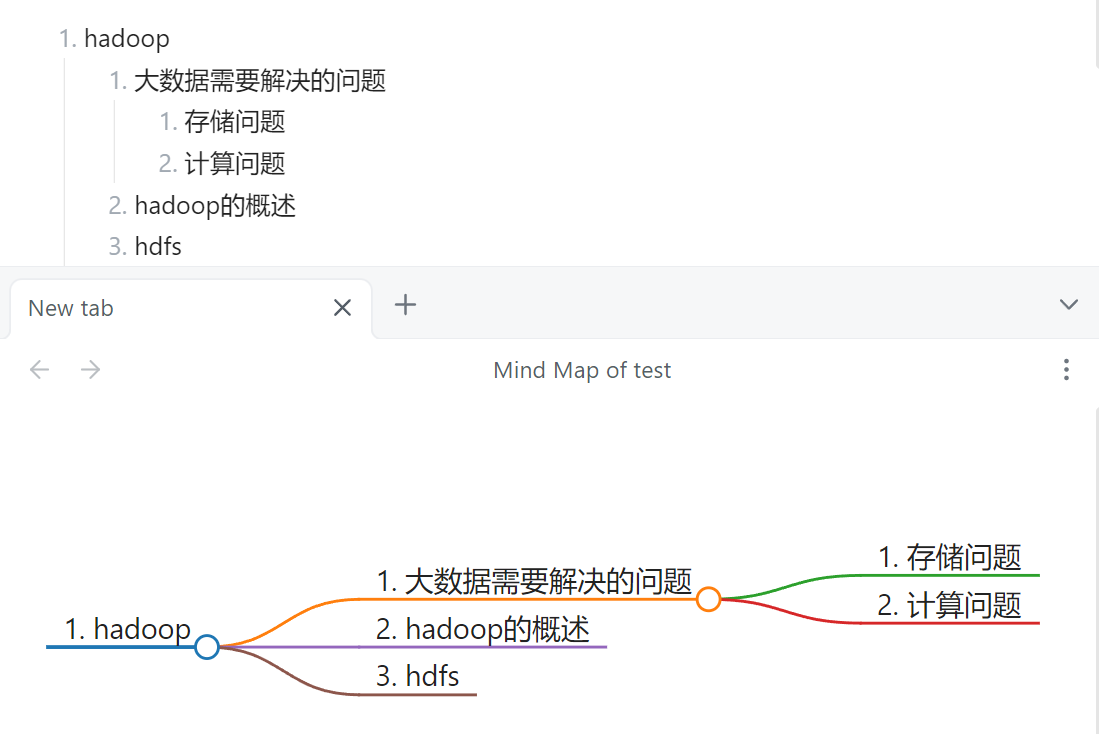 1. hadoop
1. 大数据需要解决的问题
1. 存储问题
2. 计算问题
2. hadoop的概述
3. hdfs
New tab
Mind Map of test
1. 存储问题
1. 大数据需要解决的问题
2. 计算问题
1. hadoop
2. hadoop的概述
3. hdfs